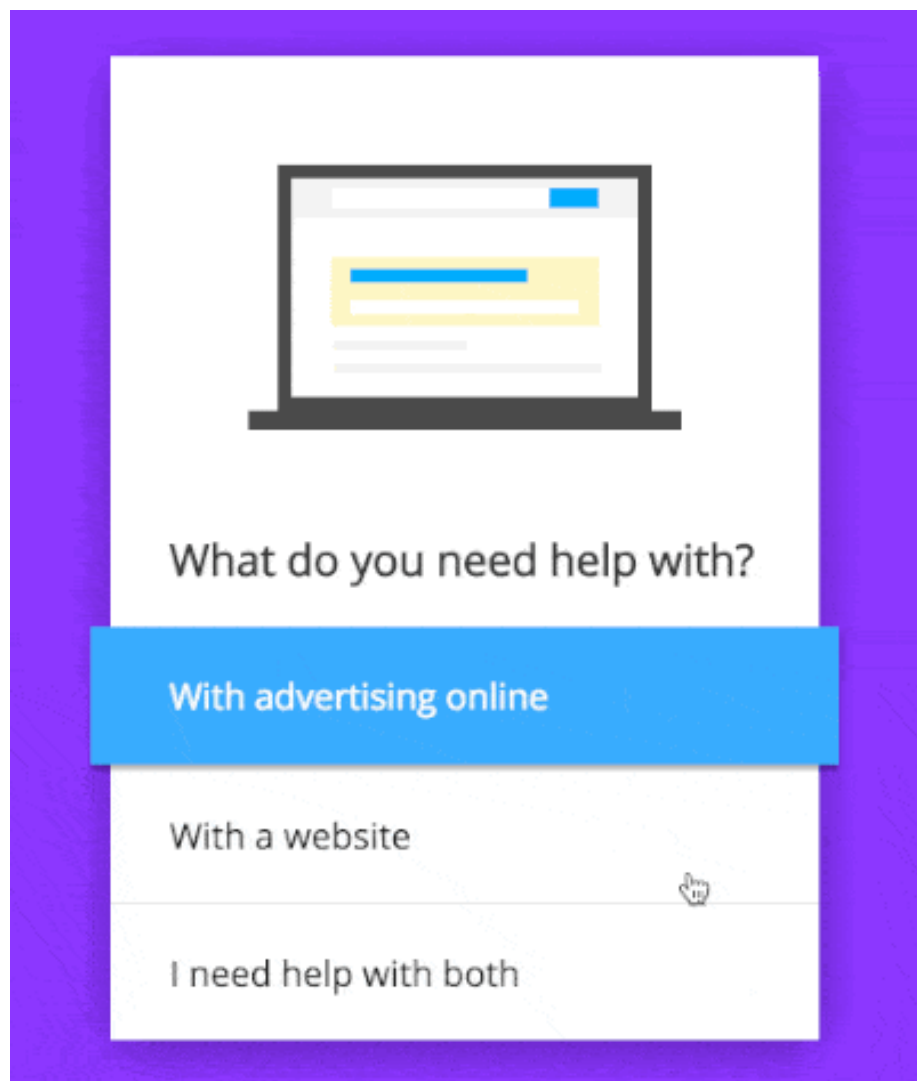 What do you need help with?
With advertising online
With a website
I need help with both